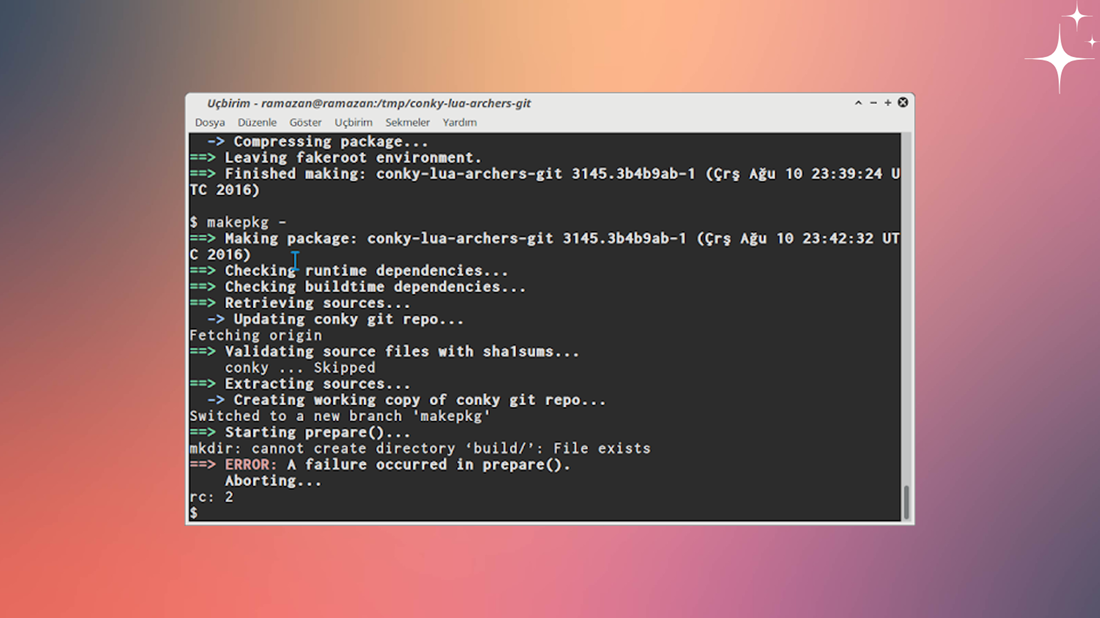 Uçbirim - ramazan@ramazan:/tmp/conky-lua-archers-git
Dosya Düzenle Göster Uçbirim Sekmeler Yardım
-> Compressing package...
==> Leaving fakeroot environment.
==> Finished making: conky-lua-archers-git 3145.3b4b9ab-1 (Çrş Ağu 10 23:39:24 U
TC 2016)
$ makepkg -
==> Making package: conky-lua-archers-git 3145.3b4b9ab-1 (Çrş Ağu 10 23:42:32 UT
C 2016)
==> Checking runtime dependencies...
==> Checking buildtime dependencies...
==> Retrieving sources...
-> Updating conky git repo...
Fetching origin
==> Validating source files with sha1sums...
conky ... Skipped
==> Extracting sources...
-> Creating working copy of conky git repo...
Switched to a new branch 'makepkg'
==> Starting prepare()...
mkdir: cannot create directory ‘build/’: File exists
==> ERROR: A failure occurred in prepare().
Aborting...
rc: 2
$